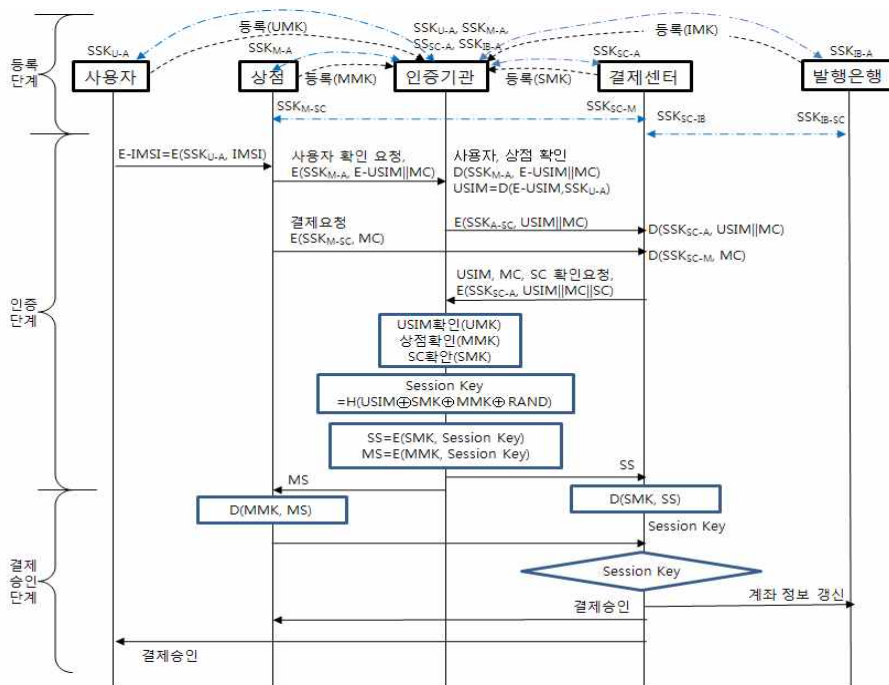 등록
단계
SSKU-A
등록(UMK)
SSKM-A
SSKU-A, SSKM-A,
SSSC-A, SSKIB-A
등록(IMK)
SSKSC-A
SSKIB-A
사용자
상점
등록(MMK)
인증기관
등록(SMK)
결제센터
발행은행
SSKM-SC
SSKSC-M
SSKSC-IB
SSKIB-SC
인증
단계
E-IMSI=E(SSKU-A, IMSI)
사용자 확인 요청,
E(SSKM-A, E-USIM||MC)
사용자, 상점 확인
D(SSKM-A, E-USIM||MC)
USIM=D(E-USIM,SSKU-A)
결제요청
E(SSKM-SC, MC)
E(SSKA-SC, USIM||MC)
D(SSKSC-A, USIM||MC)
D(SSKSC-M, MC)
USIM, MC, SC 확인요청,
E(SSKSC-A, USIM||MC||SC)
USIM확인(UMK)
상점확인(MMK)
SC확안(SMK)
Session Key
=H(USIM⊕SMK⊕MMK⊕RAND)
SS=E(SMK, Session Key)
MS=E(MMK, Session Key)
MS
SS
결제
승인
단계
D(MMK, MS)
D(SMK, SS)
Session Key
Session Key
계좌 정보 갱신
결제승인
결제승인